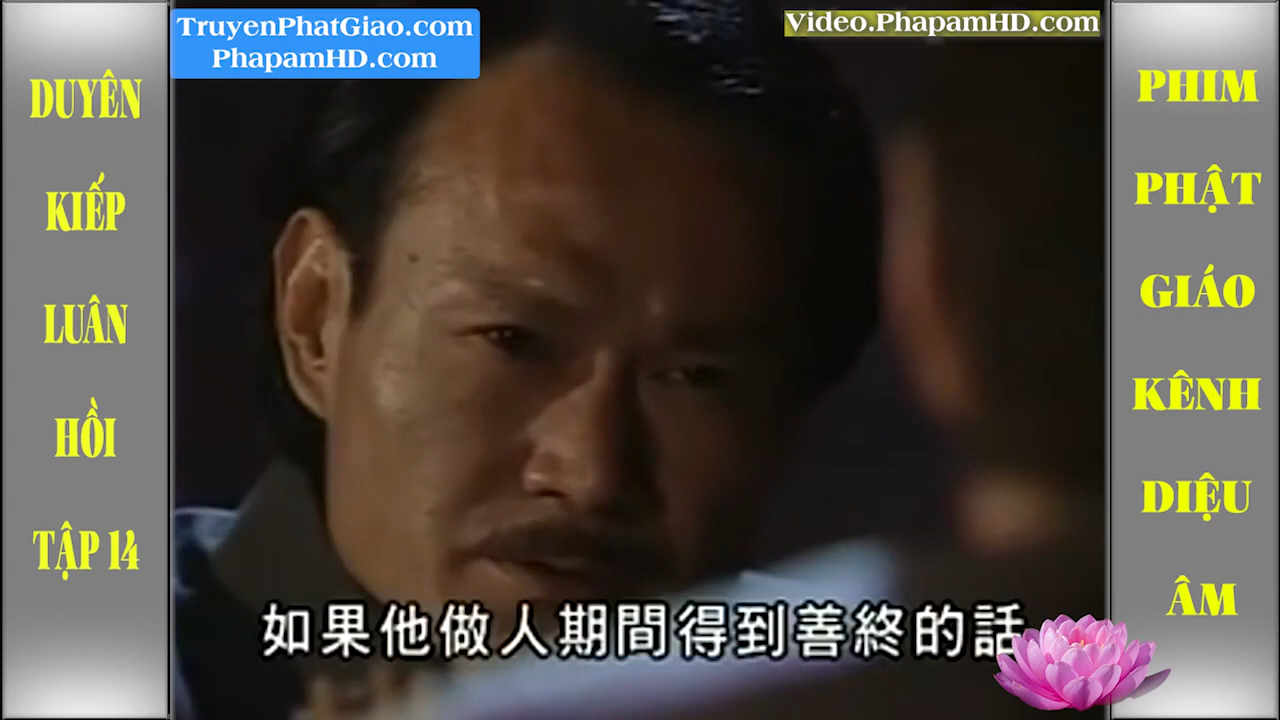 TruyenPhatGiao.com
PhapamHD.com
Video.PhapamHD.com
DUYÊN
KIẾP
LUÂN
HỒI
TẬP 14
PHIM
PHẬT
GIÁO
KÊNH
DIỆU
ÂM
如果他做人期間得到善終的話